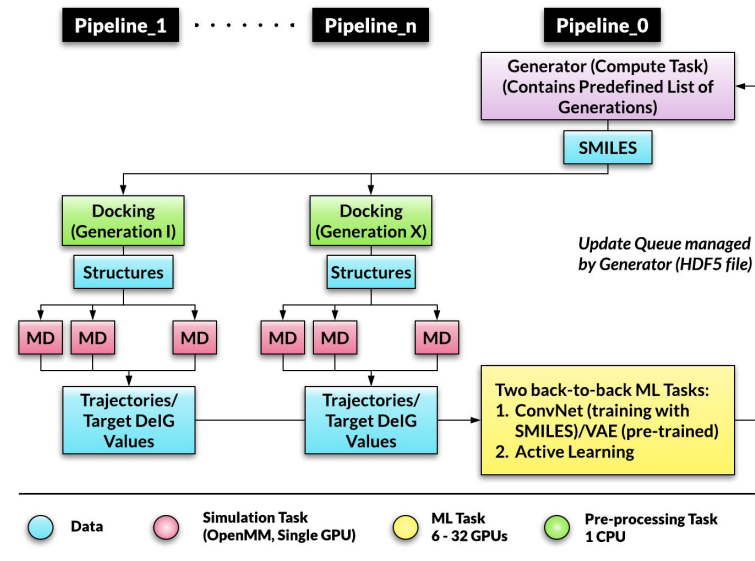 Pipeline_1 . . . . . . . . Pipeline_n Pipeline_0
Generator (Compute Task)
(Contains Predefined List of
Generations)
SMILES
Docking
(Generation I)
Docking
(Generation X)
Update Queue managed
by Generator (HDF5 file)
Structures
Structures
MD MD MD MD MD MD
Trajectories/
Target DelG
Values
Trajectories/
Target DelG
Values
Two back-to-back ML Tasks:
1. ConvNet (training with
SMILES)/VAE (pre-trained)
2. Active Learning
Data
Simulation Task
(OpenMM, Single GPU)
ML Task
6 - 32 GPUs
Pre-processing Task
1 CPU